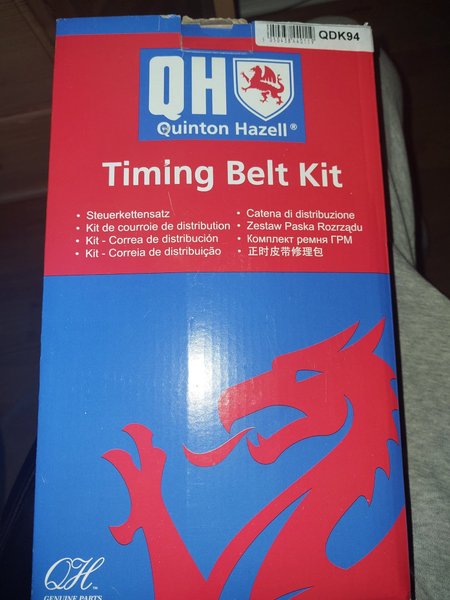 QDK94
QH
Quinton Hazell®
Timing Belt Kit
• Steuerkettensatz
• Kit de courroie de distribution
• Kit - Correa de distribución
• Kit - Correia de distribuição
• Catena di distribuzione
• Zestaw Paska Rozrządu
• Комплект ремня ГРМ
• 正时皮带修理包
QH.™
GENUINE PARTS